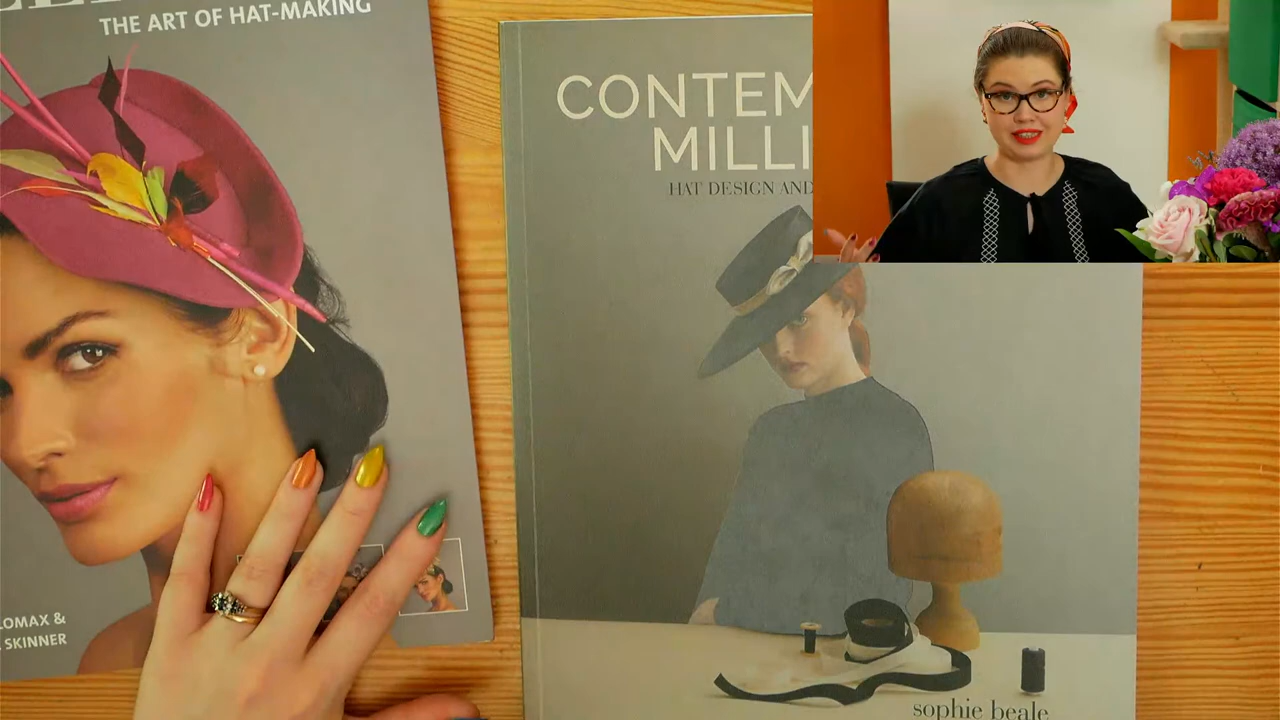 THE ART OF HAT-MAKING
LOMAX &
SKINNER
CONTEM
MILLI
HAT DESIGN AND
sophie beale